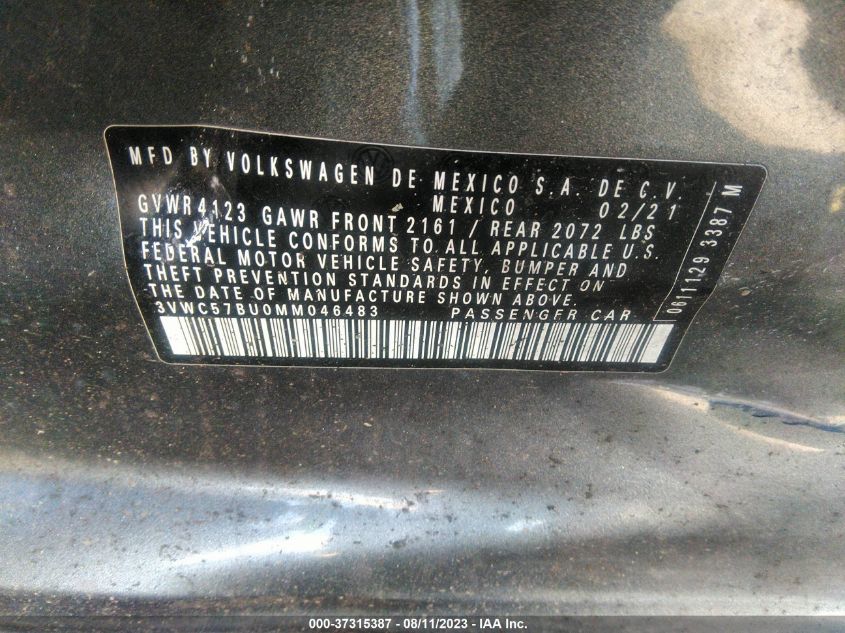 MFD BY VOLKSWAGEN DE MEXICO S.A. DE C.V
MEXICO 02/21
GVWR4123 GAWR FRONT 2161 / REAR 2072 LBS
THIS VEHICLE CONFORMS TO ALL APPLICABLE U.S.
FEDERAL MOTOR VEHICLE SAFETY, BUMPER AND
THEFT PREVENTION STANDARDS IN EFFECT ON
THE DATE OF MANUFACTURE SHOWN ABOVE.
3VWC57BU0MM046483 PASSENGER CAR
0611129 3387 M
000-37315387 - 08/11/2023 - IAA Inc.